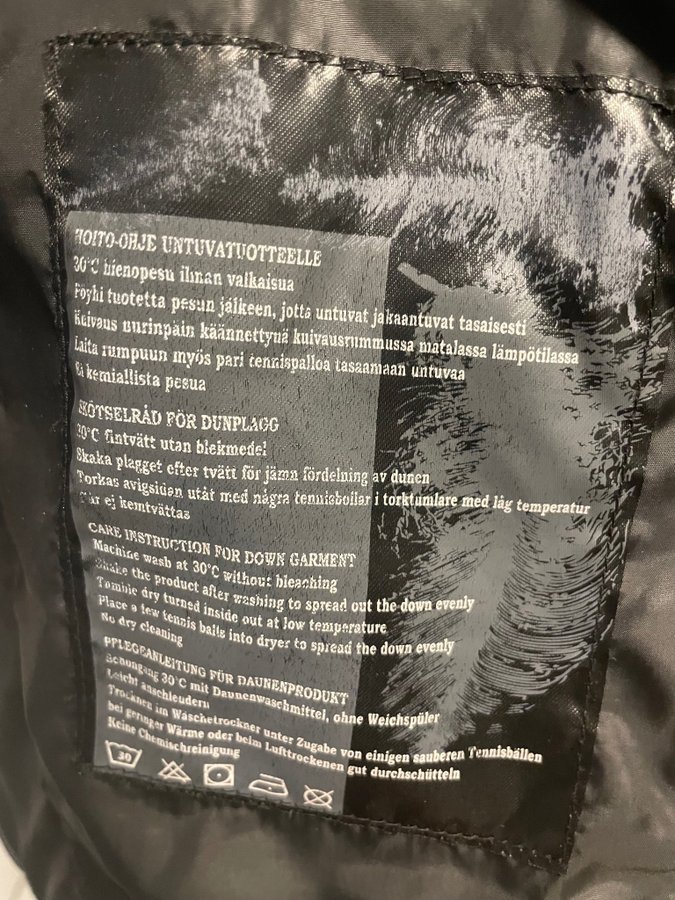 HOITO-OHJE UNTUVATUOTTEELLE
30°C hienopesu ilman valkaisua
Pöyhi tuotetta pesun jälkeen, jotta untuvat jakaantuvat tasaisesti
Kuivaus nurinpäin käännettynä kuivausrummussa matalassa lämpötilassa
Laita rumpuun myös pari tennispalloa tasaamaan untuvaa
Ei kemiallista pesua
SKÖTSELRÅD FÖR DUNPLAGG
30°C fintvätt utan blekmedel
Skaka plagget efter tvätt för jämn fördelning av dunen
Torkas avigsidan utåt med några tennisbollar i torktumlare med låg temperatur
Får ej kemtvättas
CARE INSTRUCTION FOR DOWN GARMENT
Machine wash at 30°C without bleaching
Shake the product after washing to spread out the down evenly
Tumble dry turned inside out at low temperature
Place a few tennis balls into dryer to spread the down evenly
No dry cleaning
PFLEGEANLEITUNG FÜR DAUNENPRODUKT
Schongang 30°C mit Daunenwaschmittel, ohne Weichspüler
Leicht anschleudern
Trocknen im Wäschetrockner unter Zugabe von einigen sauberen Tennisbällen
bei geringer Wärme oder beim Lufttrockenen gut durchschütteln
Keine Chemischreinigung
30